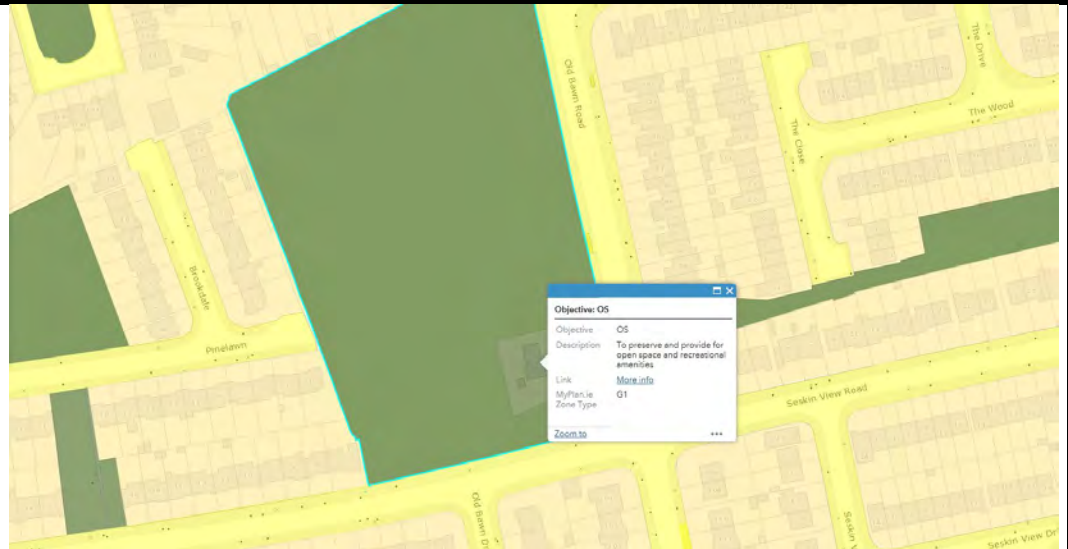 Old Bawn Road
The Drive
The Wood
The Close
Brookdale
Pinelawn
Objective: OS
Objective OS
Description To preserve and provide for
open space and recreational
amenities
Link More info
MyPlan.ie G1
Zone Type
Zoom to
Seskin View Road
Seskin View Dr
Seskin V
Old Bawn Dr